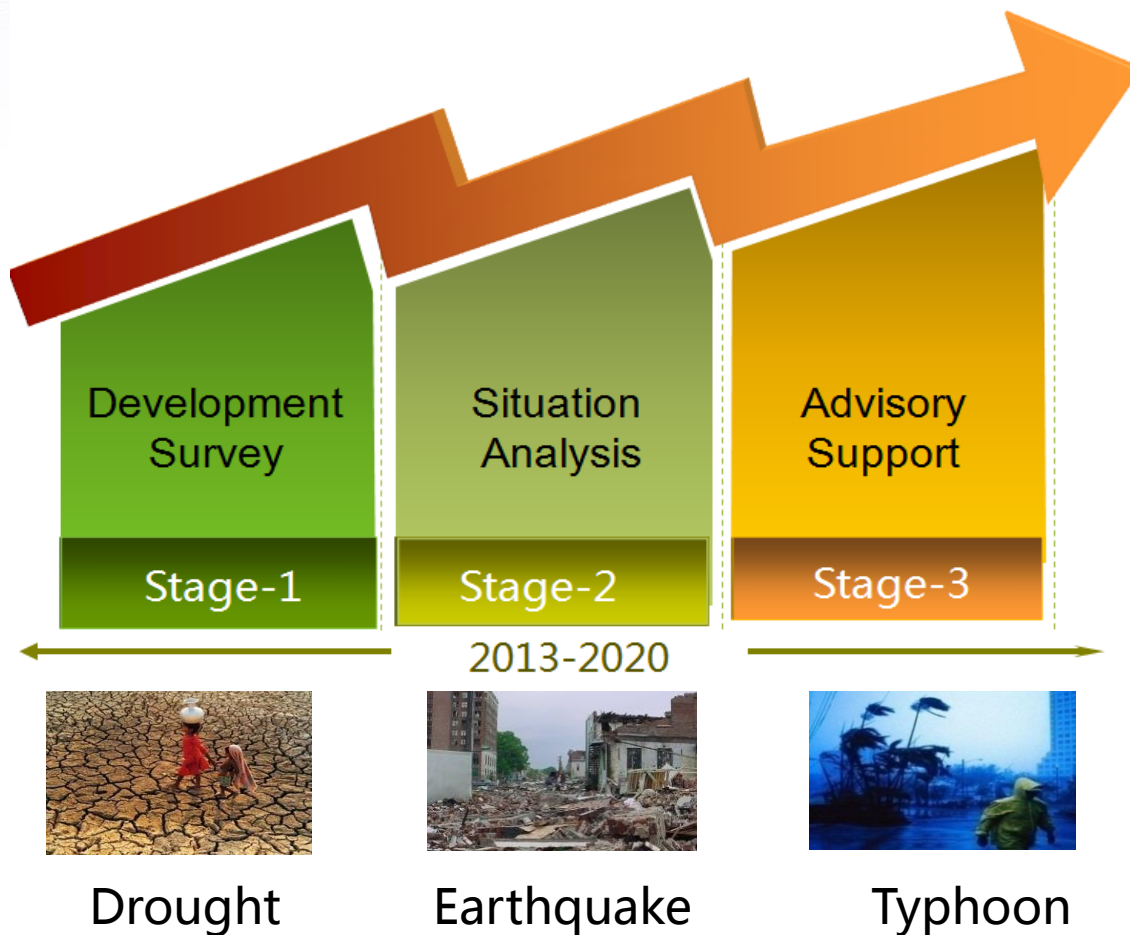 Development
Survey
Situation
Analysis
Advisory
Support
Stage-1
Stage-2
Stage-3
2013-2020
Drought
Earthquake
Typhoon